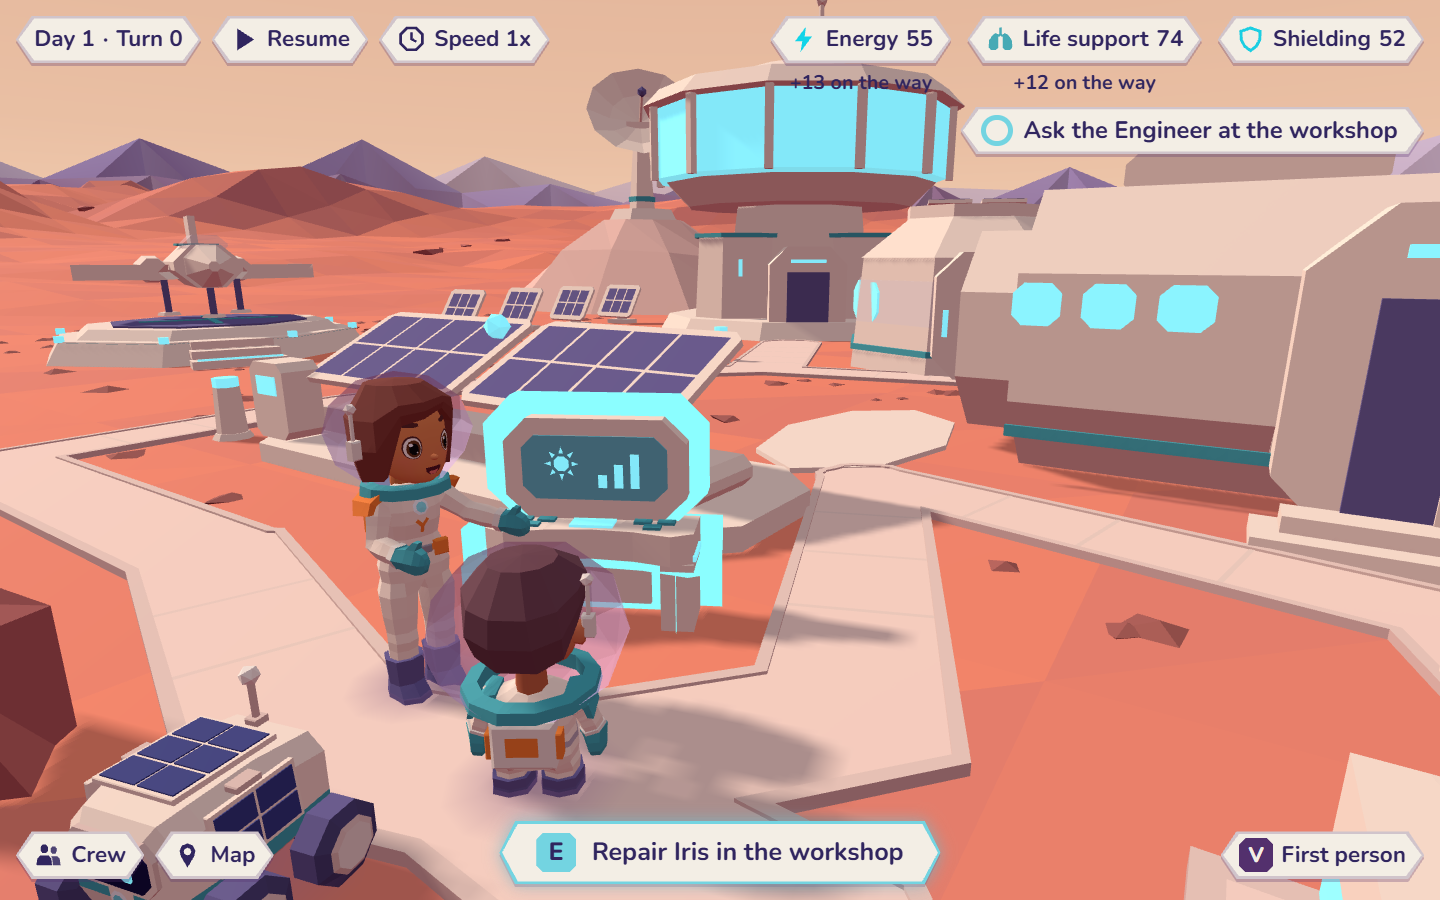 Day 1 · Turn 0
Resume
Speed 1x
Energy 55
Life support 74
Shielding 52
+13 on the way
+12 on the way
Ask the Engineer at the workshop
Y
E
Repair Iris in the workshop
Crew
Map
V
First person